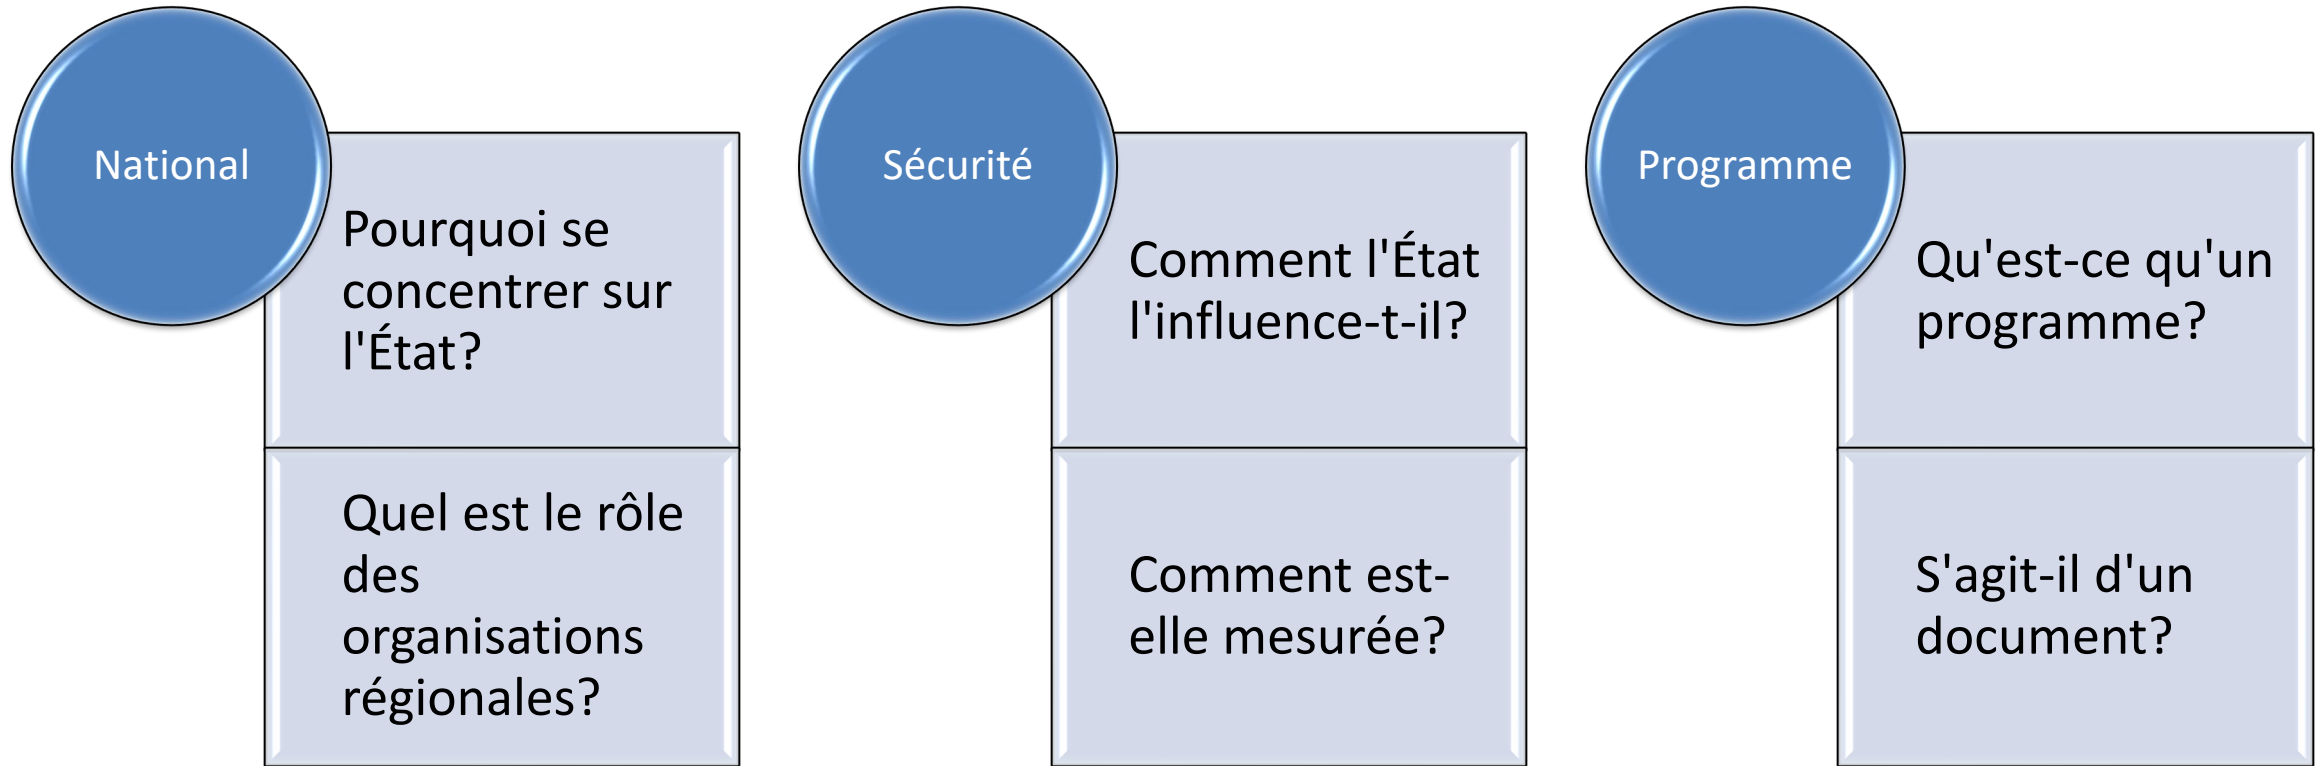 National
Pourquoi se
concentrer sur
l'État?
Quel est le rôle
des
organisations
régionales?
Sécurité
Comment l'État
l'influence-t-il?
Comment est-
elle mesurée?
Programme
Qu'est-ce qu'un
programme?
S'agit-il d'un
document?